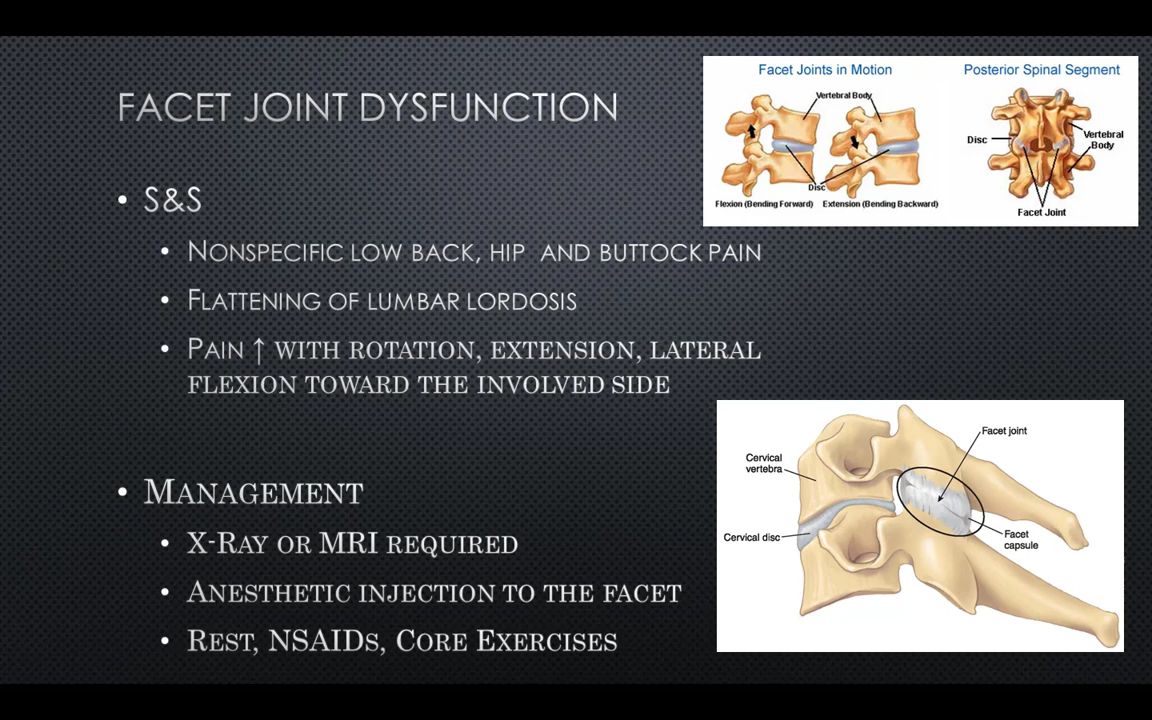 FACET JOINT DYSFUNCTION
• S&S
• NONSPECIFIC LOW BACK, HIP AND BUTTOCK PAIN
• FLATTENING OF LUMBAR LORDOSIS
• PAIN ↑ WITH ROTATION, EXTENSION, LATERAL
FLEXION TOWARD THE INVOLVED SIDE
• MANAGEMENT
• X-RAY OR MRI REQUIRED
• ANESTHETIC INJECTION TO THE FACET
• REST, NSAIDS, CORE EXERCISES
Facet Joints in Motion
Vertebral Body
Disc
Flexion (Bending Forward)
Extension (Bending Backward)
Posterior Spinal Segment
Disc
Vertebral
Body
Facet Joint
Facet joint
Cervical
vertebra
Cervical disc
Facet
capsule